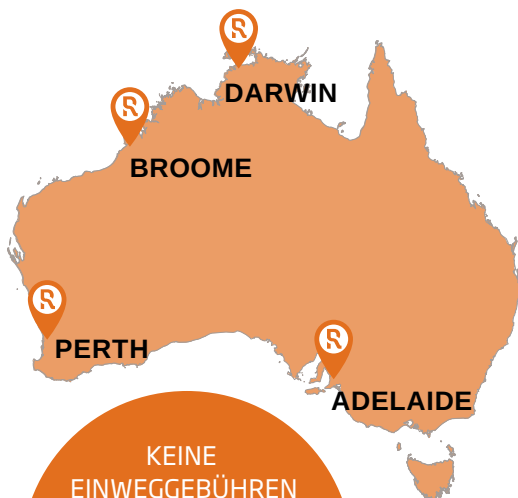 DARWIN
BROOME
PERTH
ADELAIDE
KEINE
EINWEGGEBÜHREN